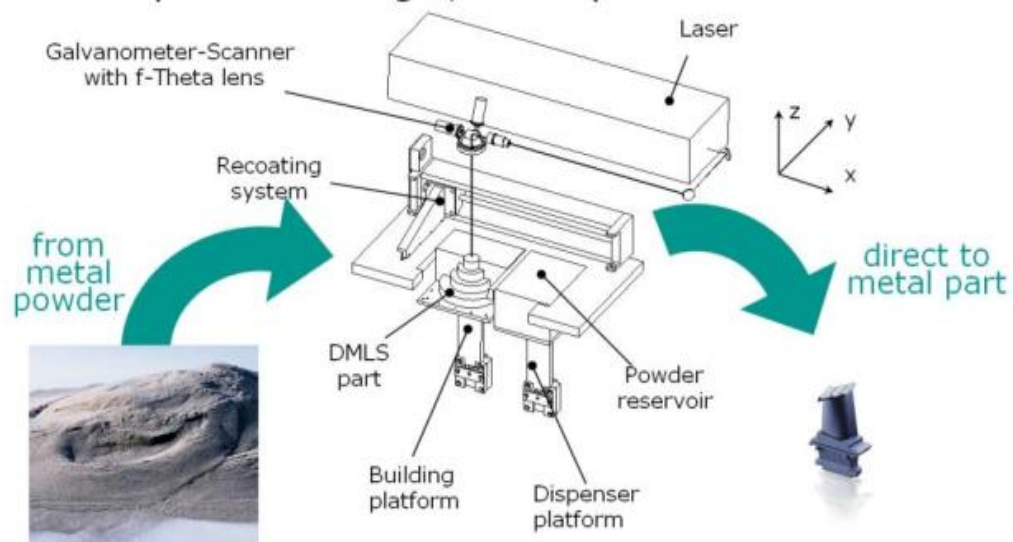 Laser
Galvanometer-Scanner
with f-Theta lens
z
y
x
Recoating
system
from
metal
powder
direct to
metal part
DMLS
part
Powder
reservoir
Building
platform
Dispenser
platform